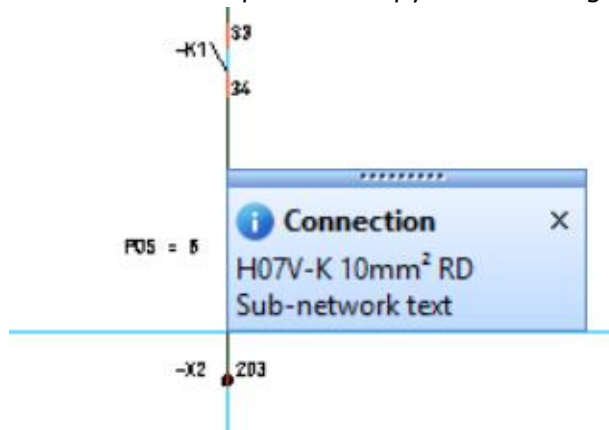 33
-K1
34
Connection
H07V-K 10mm² RD
Sub-network text
POS = 5
-X2 203